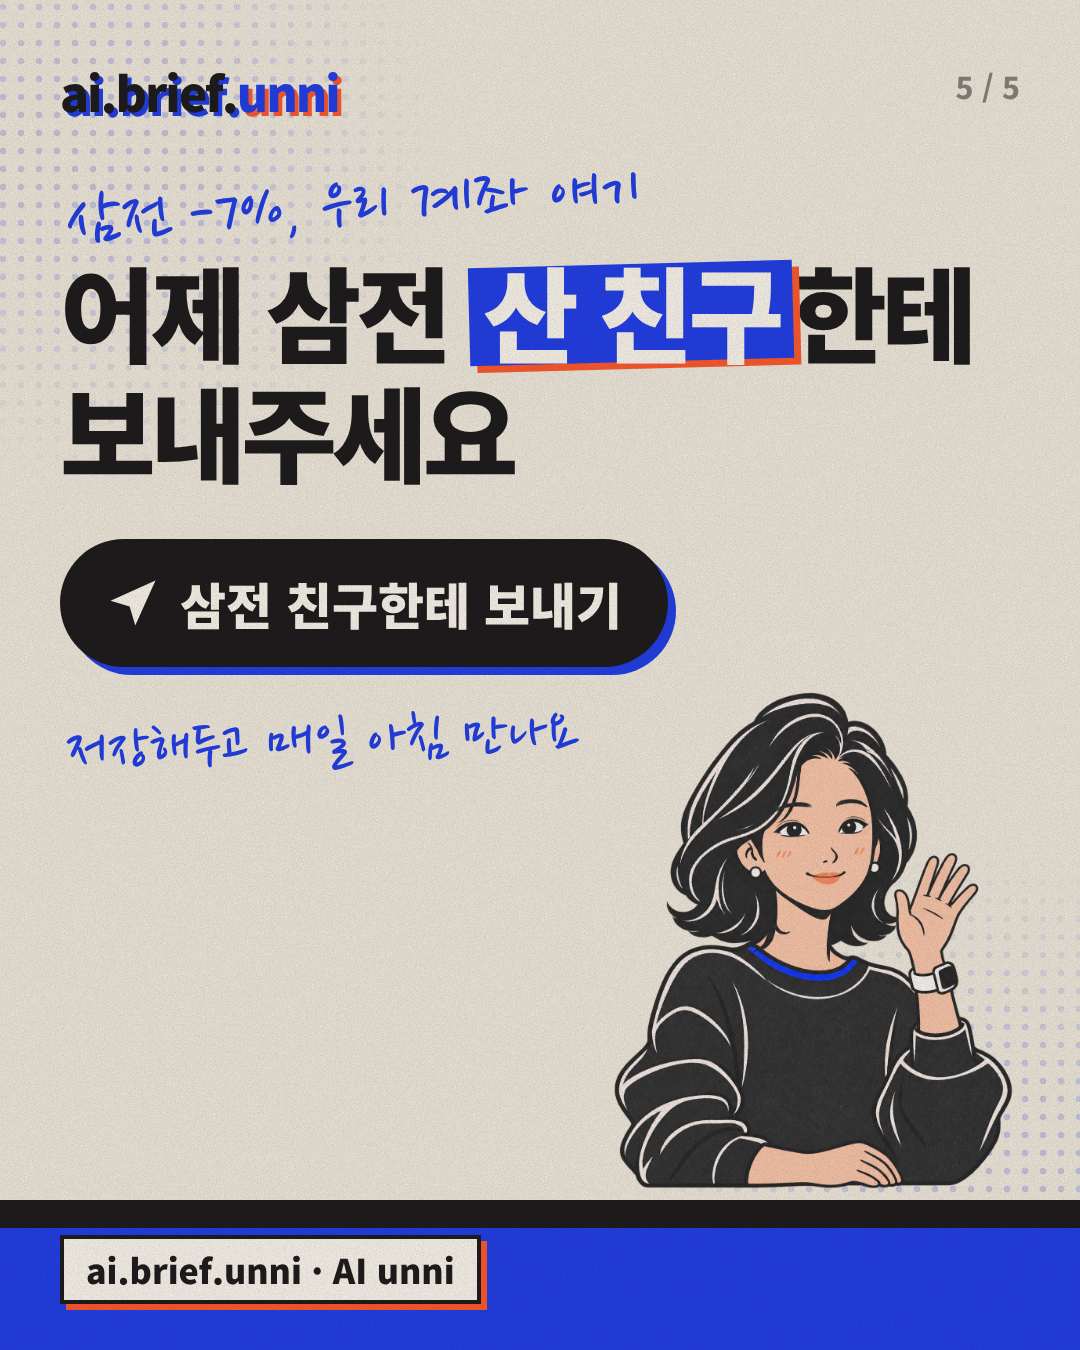 ai.brief.unni
5 / 5
삼전 -7%, 우리 계좌 얘기
어제 삼전 산 친구한테
보내주세요
삼전 친구한테 보내기
저장해두고 매일 아침 만나요
ai.brief.unni · AI unni